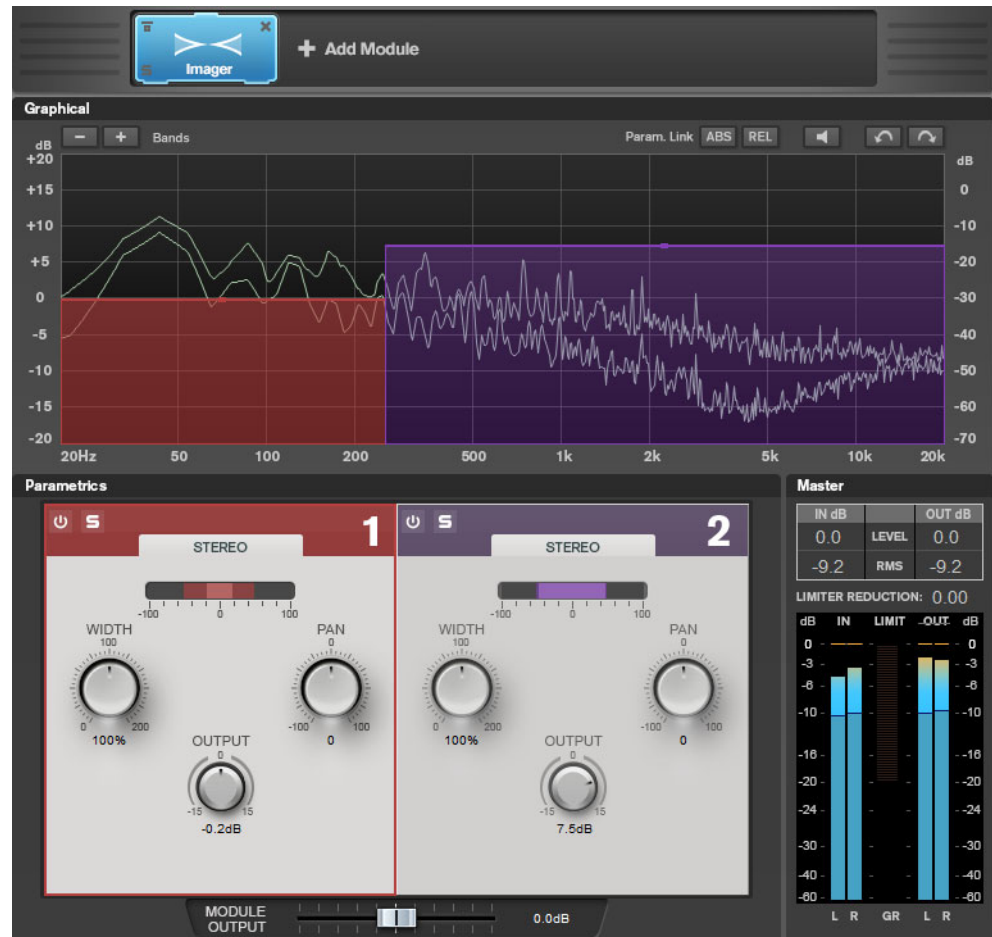 Imager
S
Add Module
Graphical
Bands
Param. Link ABS REL
dB
+20
+15
+10
+5
0
-5
-10
-15
-20
dB
0
-10
-20
-30
-40
-50
-60
-70
20Hz 50 100 200 500 1k 2k 5k 10k 20k
Parametrics
S 1
STEREO
-100 0 100
WIDTH
100
0 200
100%
PAN
0
-100 100
0
OUTPUT
0
-15 15
-0.2dB
S 2
STEREO
-100 0 100
WIDTH
100
0 200
100%
PAN
0
-100 100
0
OUTPUT
0
-15 15
7.5dB
MODULE
OUTPUT
0.0dB
Master
IN dB OUT dB
0.0 LEVEL 0.0
-9.2 RMS -9.2
LIMITER REDUCTION: 0.00
dB IN LIMIT OUT dB
0 0
-3 -3
-6 -6
-10 -10
-16 -16
-20 -20
-24 -24
-30 -30
-40 -40
-60 -60
L R GR L R